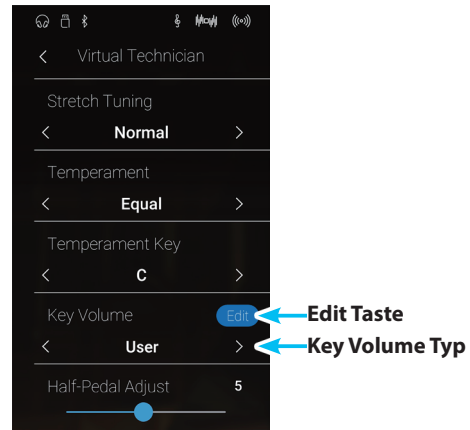 Virtual Technician
Stretch Tuning
Normal
Temperament
Equal
Temperament Key
C
Key Volume Edit Edit Taste
User Key Volume Typ
Half-Pedal Adjust 5